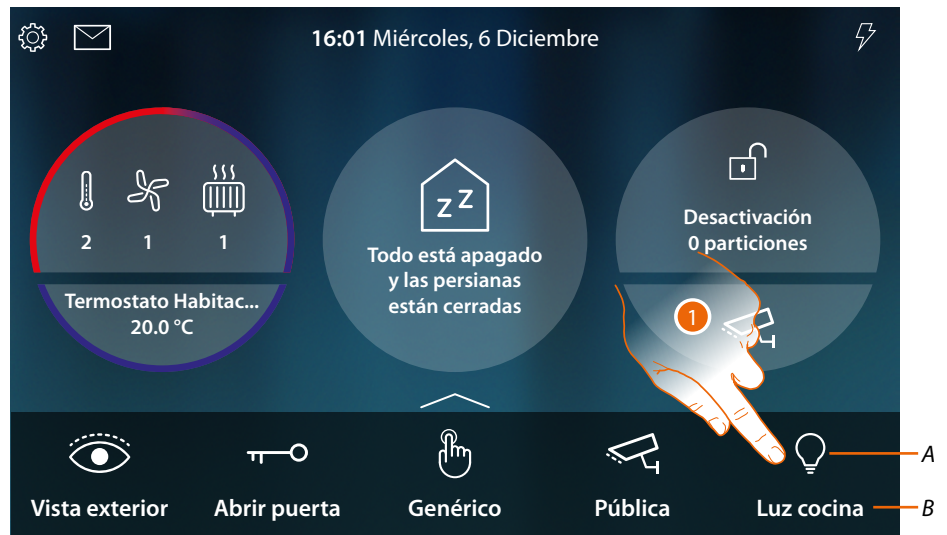 16:01 Miércoles, 6 Diciembre
2 1 1
Termostato Habitac...
20.0 °C
zZ
Todo está apagado
y las persianas
están cerradas
Desactivación
0 particiones
1
A
Vista exterior Abrir puerta Genérico Pública Luz cocina B